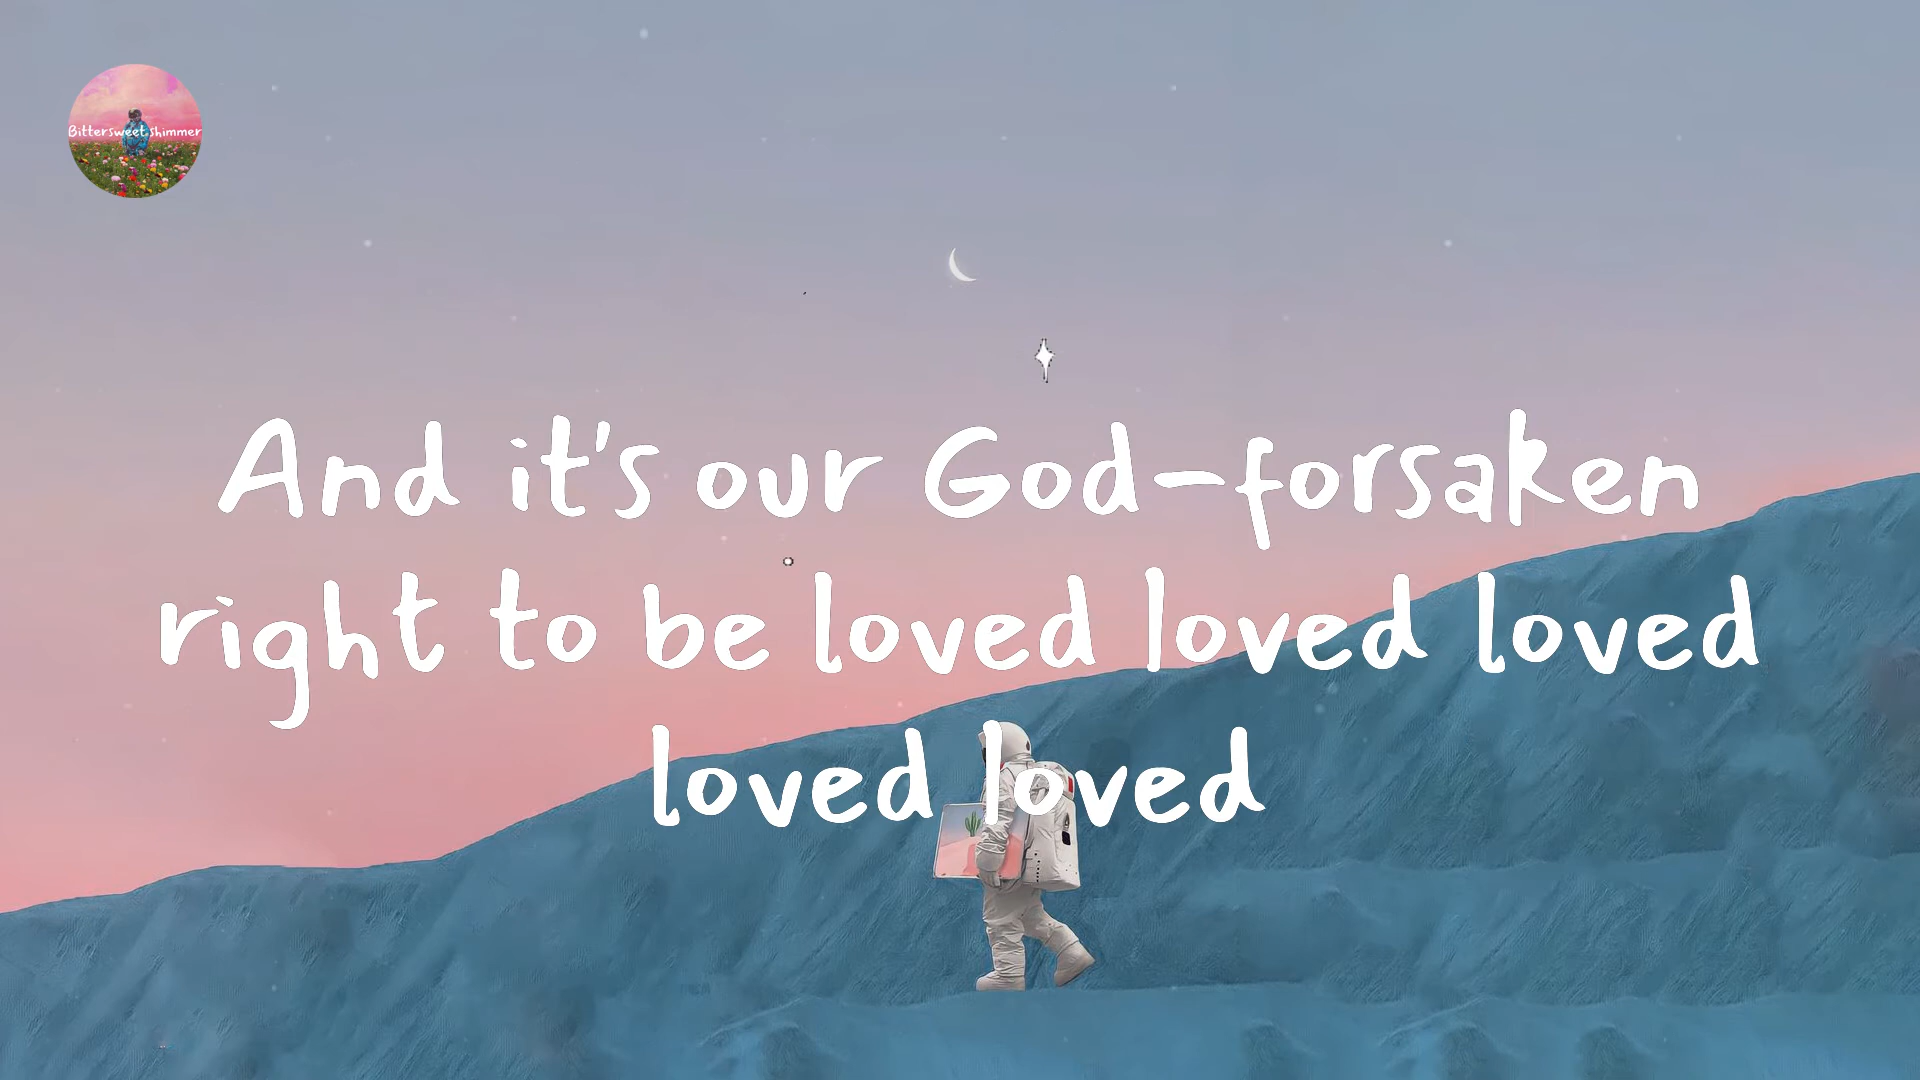 Bittersweet shimmer
And it's our God-forsaken
right to be loved loved loved
loved loved